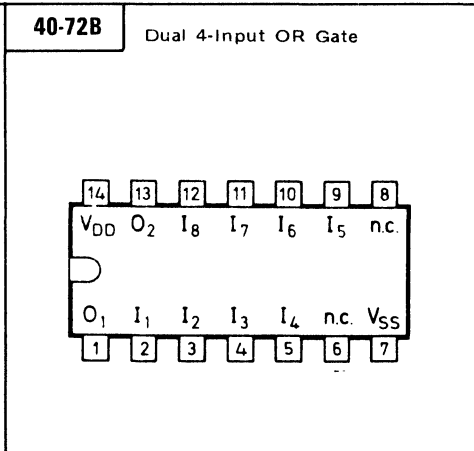 40-72B
Dual 4-Input OR Gate
14 13 12 11 10 9 8
VDD O2 I8 I7 I6 I5 n.c.
O1 I1 I2 I3 I4 n.c. VSS
1 2 3 4 5 6 7